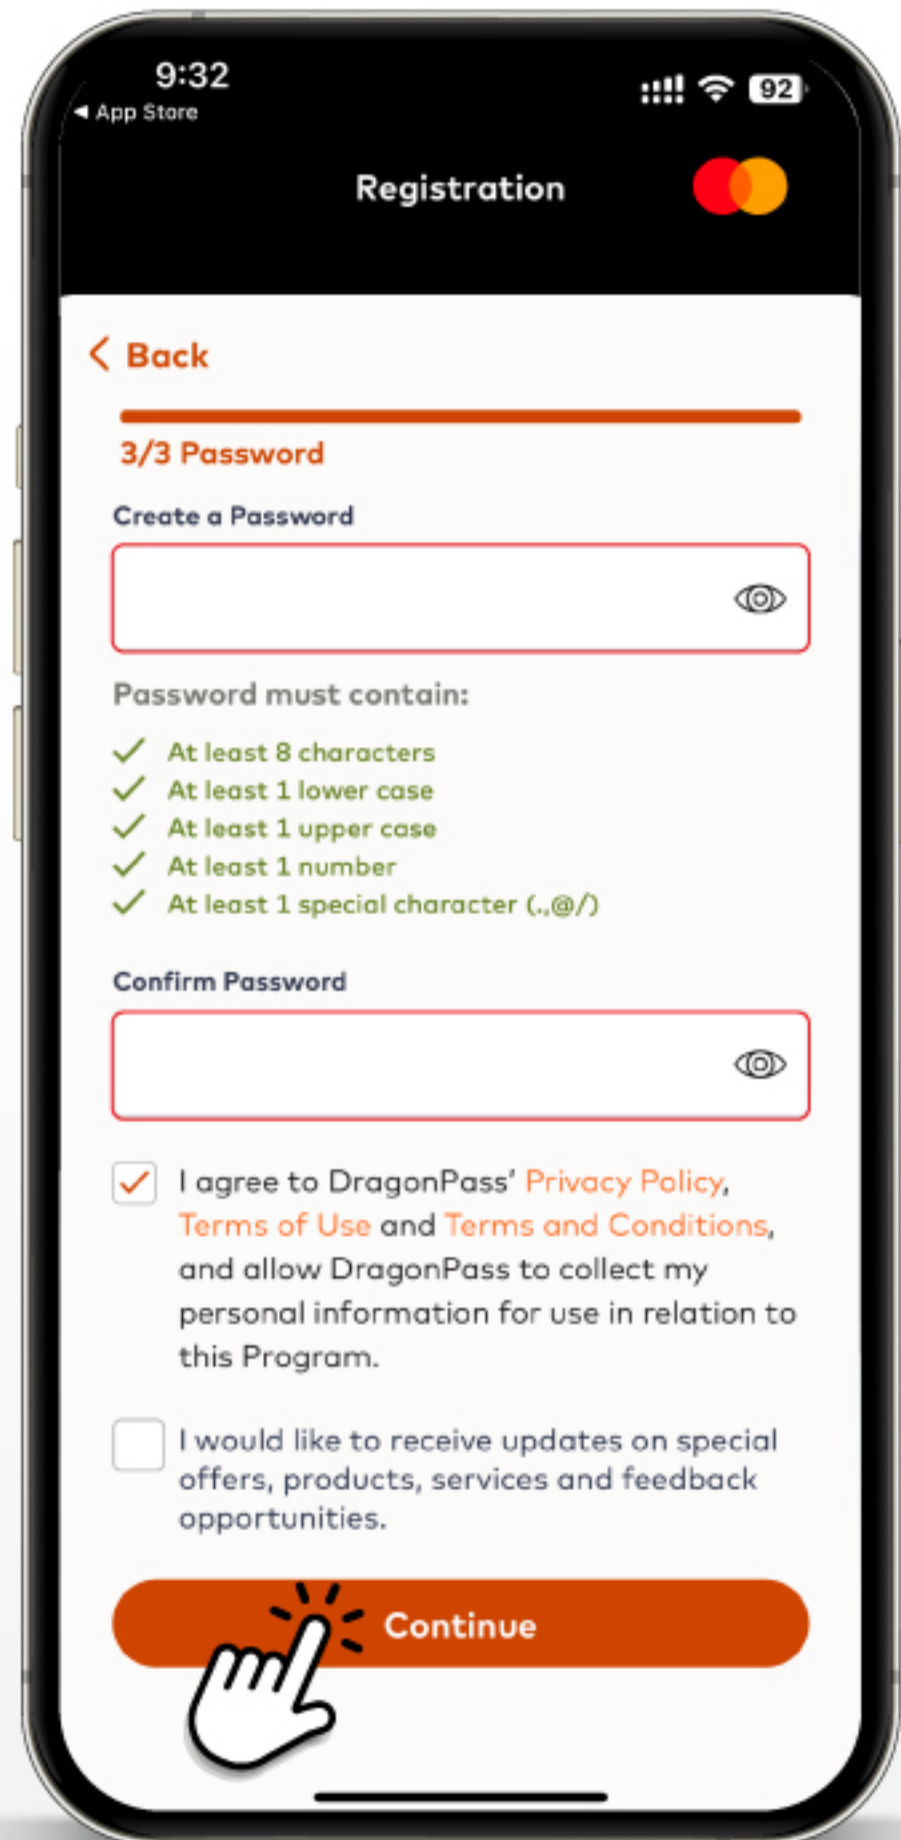 9:32
92
App Store
Registration
Back
3/3 Password
Create a Password
Password must contain:
At least 8 characters
At least 1 lower case
At least 1 upper case
At least 1 number
At least 1 special character (.,@/)
Confirm Password
I agree to DragonPass' Privacy Policy,
Terms of Use and Terms and Conditions,
and allow DragonPass to collect my
personal information for use in relation to
this Program.
I would like to receive updates on special
offers, products, services and feedback
opportunities.
Continue